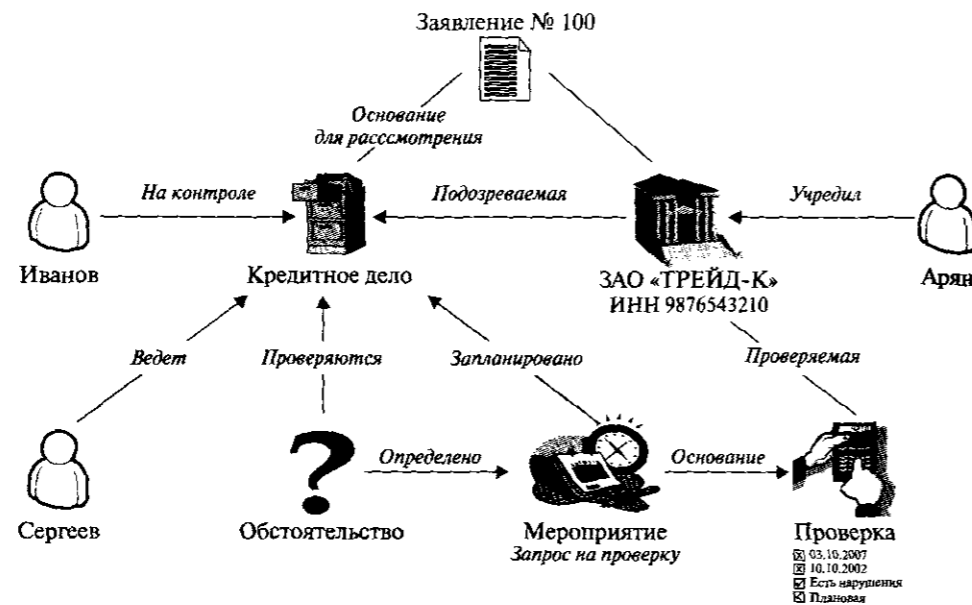 Заявление № 100
Основание
для расссмотрения
На контроле
Подозреваемая
Учредил
Иванов
Кредитное дело
ЗАО «ТРЕЙД-К»
ИНН 9876543210
Арян
Ведет
Проверяются
Запланировано
Проверяемая
Определено
Основание
Сергеев
Обстоятельство
Мероприятие
Запрос на проверку
Проверка
03.10.2007
10.10.2002
Есть нарушения
Плановая